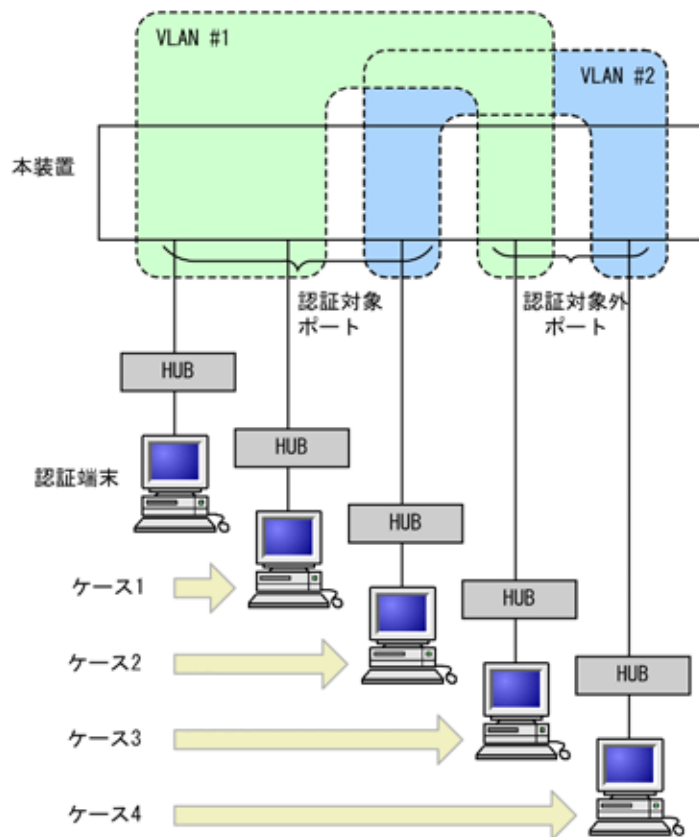 VLAN #1
VLAN #2
本装置
認証対象
ポート
認証対象外
ポート
HUB
HUB
認証端末
HUB
ケース1
HUB
ケース2
HUB
ケース3
ケース4